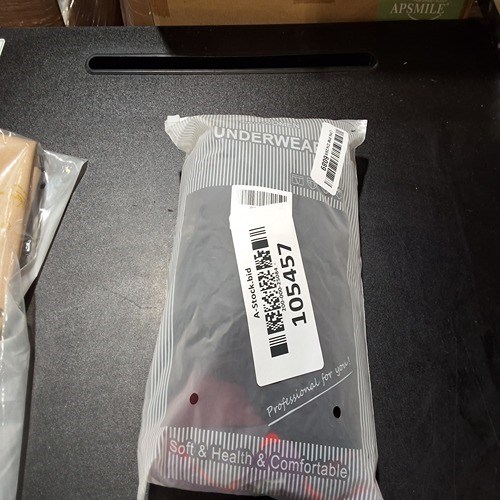 APSMILE
UNDERWEAR
A-Stock.bid
105457
Professional for you!
Soft & Health & Comfortable